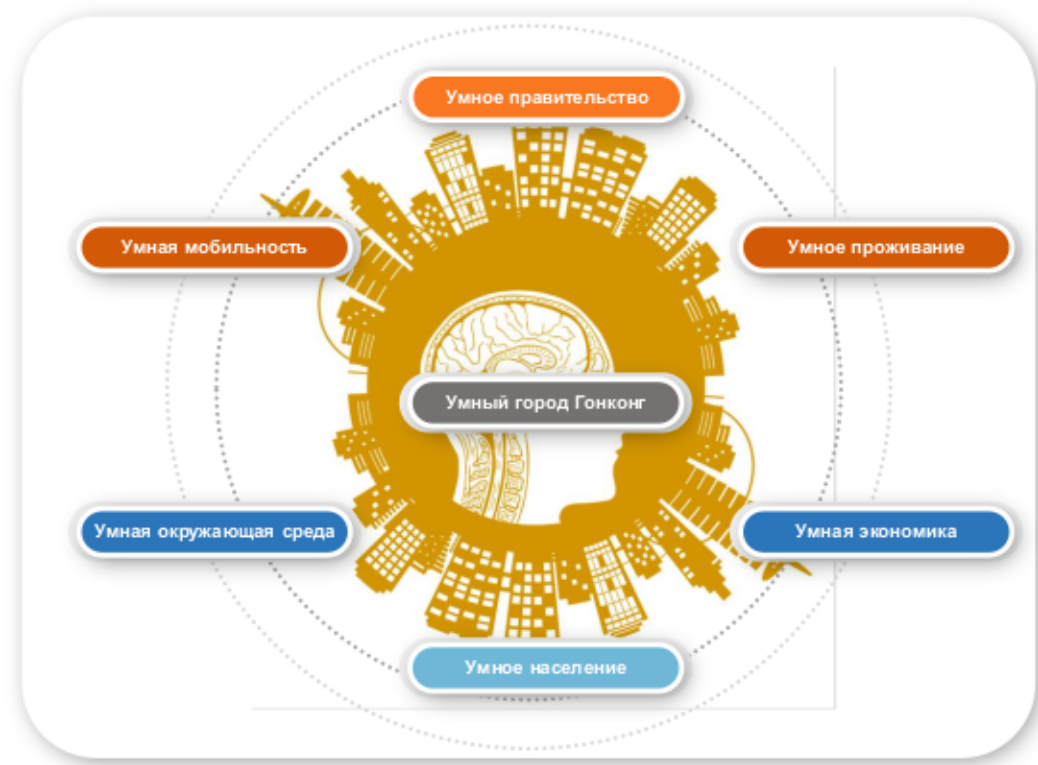 Умное правительство
Умная мобильность
Умное проживание
Умный город Гонконг
Умная окружающая среда
Умная экономика
Умное население